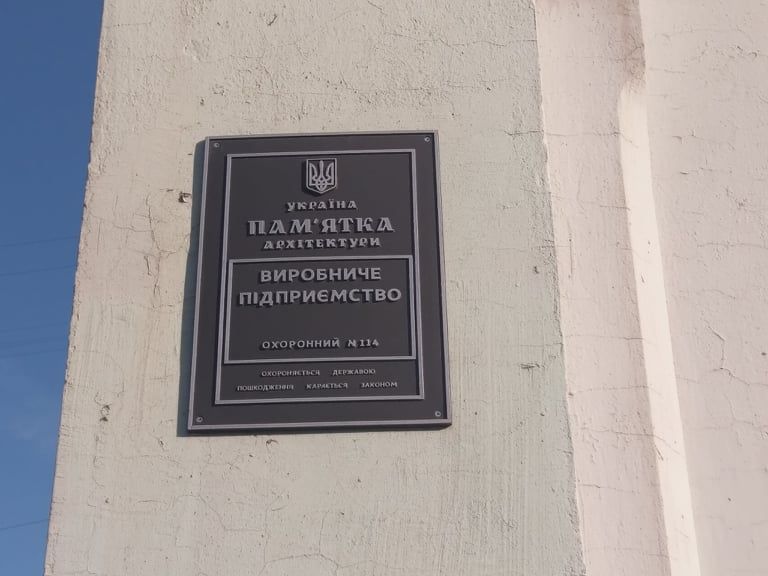 УКРАЇНА
ПАМ'ЯТКА
АРХІТЕКТУРИ
ВИРОБНИЧЕ
ПІДПРИЄМСТВО
ОХОРОННИЙ №114
ОХОРОНЯЄТЬСЯ ДЕРЖАВОЮ
ПОШКОДЖЕННЯ КАРАЄТЬСЯ ЗАКОНОМ